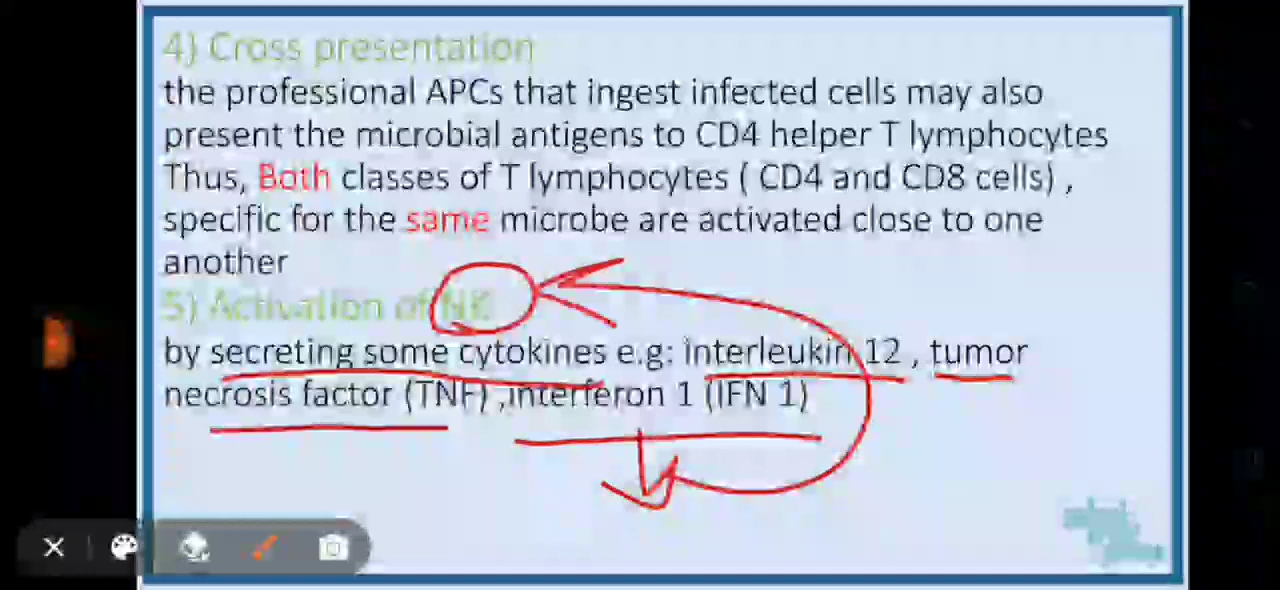 4) Cross presentation
the professional APCs that ingest infected cells may also
present the microbial antigens to CD4 helper T lymphocytes
Thus, Both classes of T lymphocytes ( CD4 and CD8 cells) ,
specific for the same microbe are activated close to one
another
5) Activation of NK
by secreting some cytokines e.g: interleukin 12 , tumor
necrosis factor (TNF) ,interferon 1 (IFN 1)